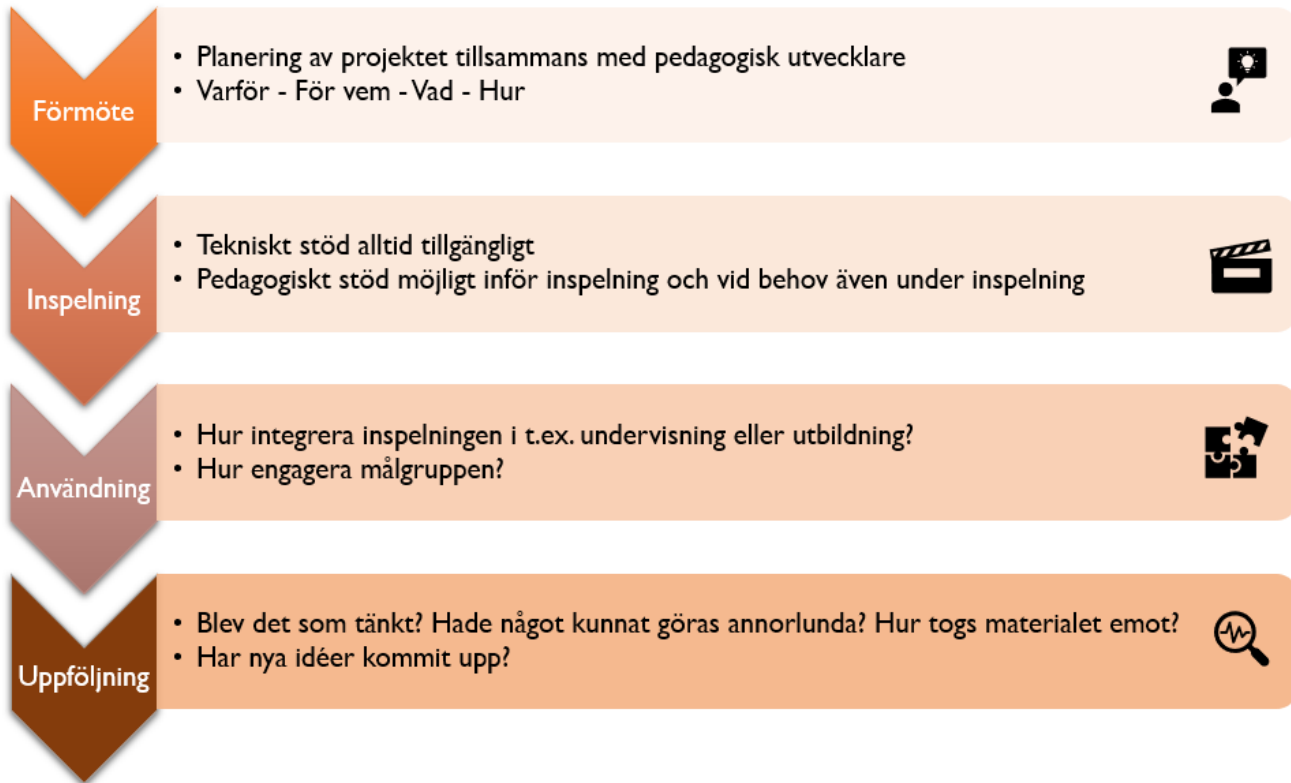 Förmöte
• Planering av projektet tillsammans med pedagogisk utvecklare
• Varför - För vem - Vad - Hur
Inspelning
• Tekniskt stöd alltid tillgängligt
• Pedagogiskt stöd möjligt inför inspelning och vid behov även under inspelning
Användning
• Hur integrera inspelningen i t.ex. undervisning eller utbildning?
• Hur engagera målgruppen?
Uppföljning
• Blev det som tänkt? Hade något kunnat göras annorlunda? Hur togs materialet emot?
• Har nya idéer kommit upp?